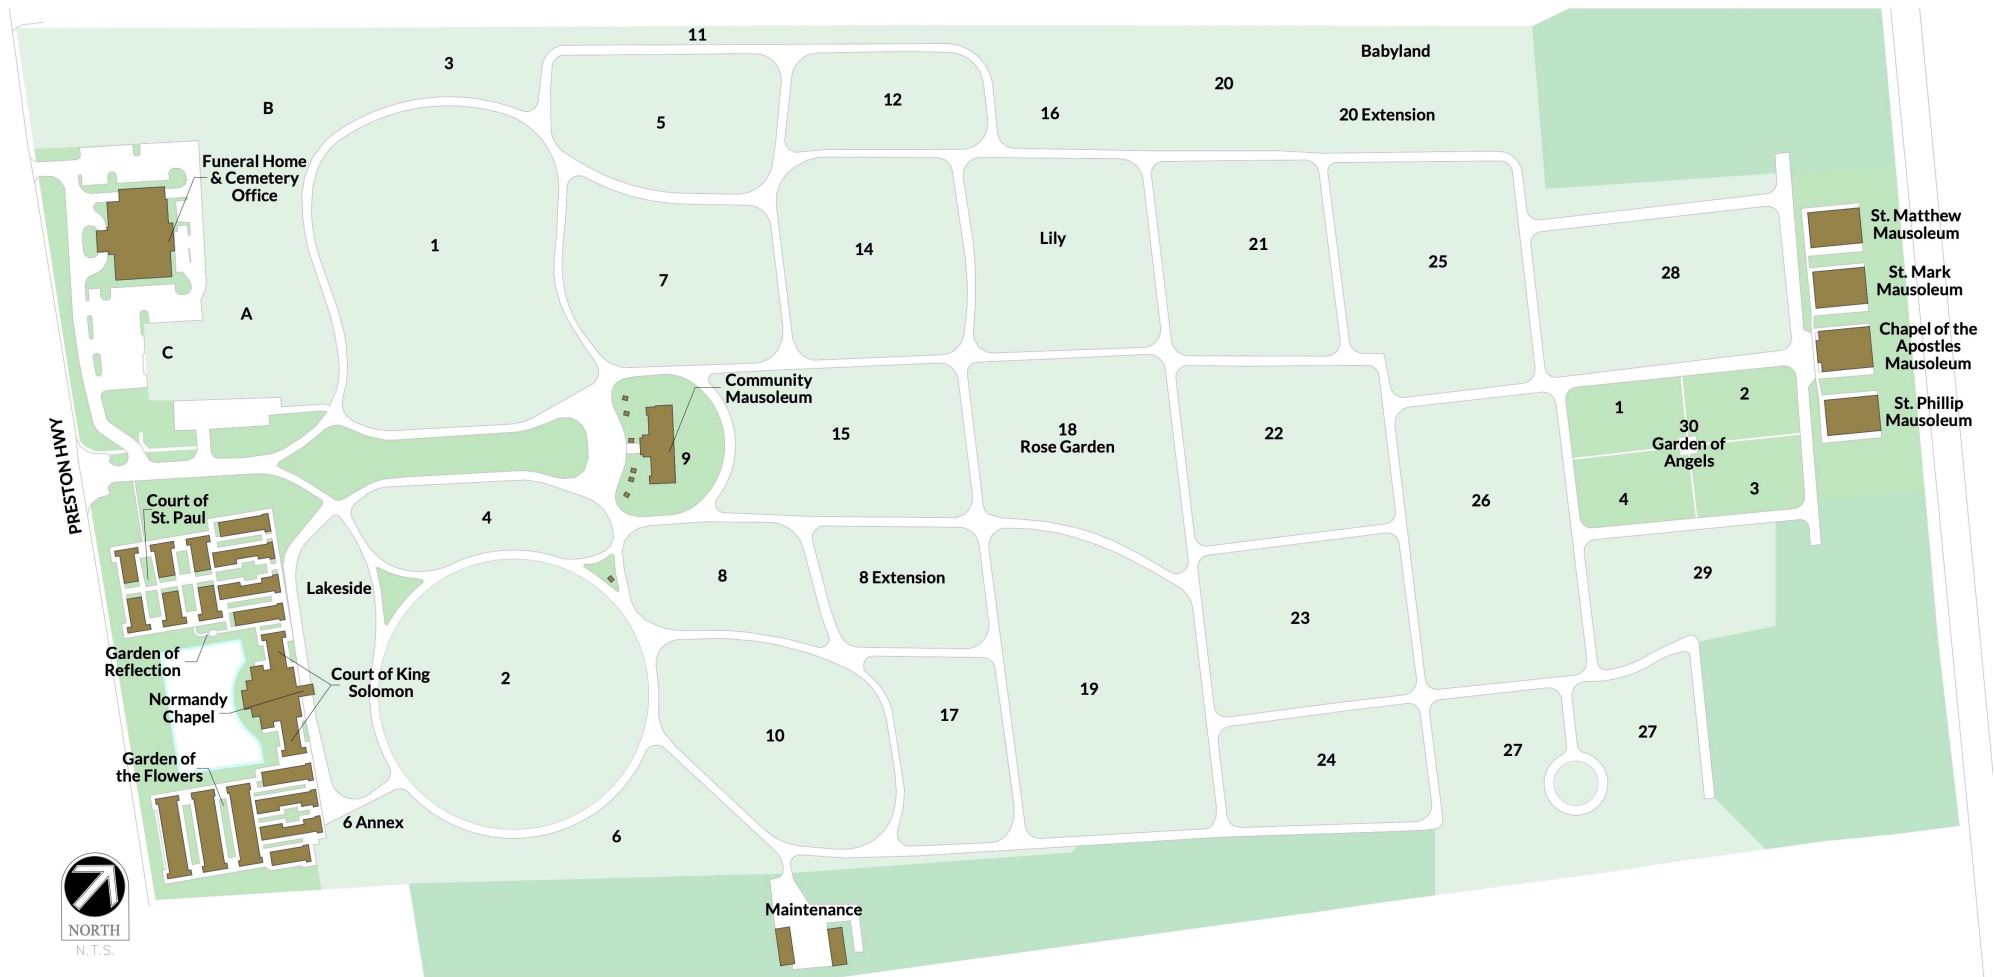 11
Babyland
3
20
12
B
16
20 Extension
5
Funeral Home
& Cemetery
Office
St. Matthew
Mausoleum
1
14
Lily
21
25
28
7
St. Mark
Mausoleum
A
C
Chapel of the
Apostles
Mausoleum
Community
Mausoleum
1
2
St. Phillip
Mausoleum
PRESTON HWY
15
18
Rose Garden
22
30
Garden of
Angels
9
4
3
Court of
St. Paul
4
26
Lakeside
8
8 Extension
29
23
Garden of
Reflection
Court of King
Solomon
2
19
Normandy
Chapel
10
17
27
27
Garden of
the Flowers
24
6 Annex
6
Maintenance
NORTH
N.T.S.